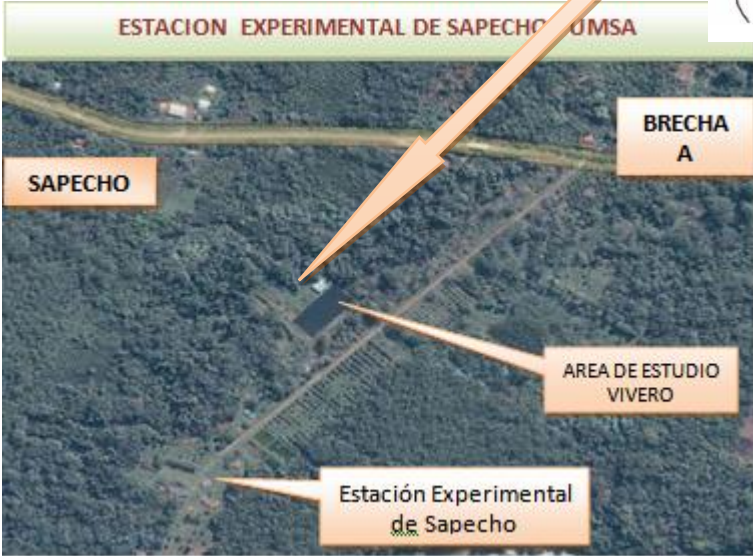 ESTACION EXPERIMENTAL DE SAPECHO UMSA
BRECHA
A
SAPECHO
AREA DE ESTUDIO
VIVERO
Estación Experimental
de Sapecho